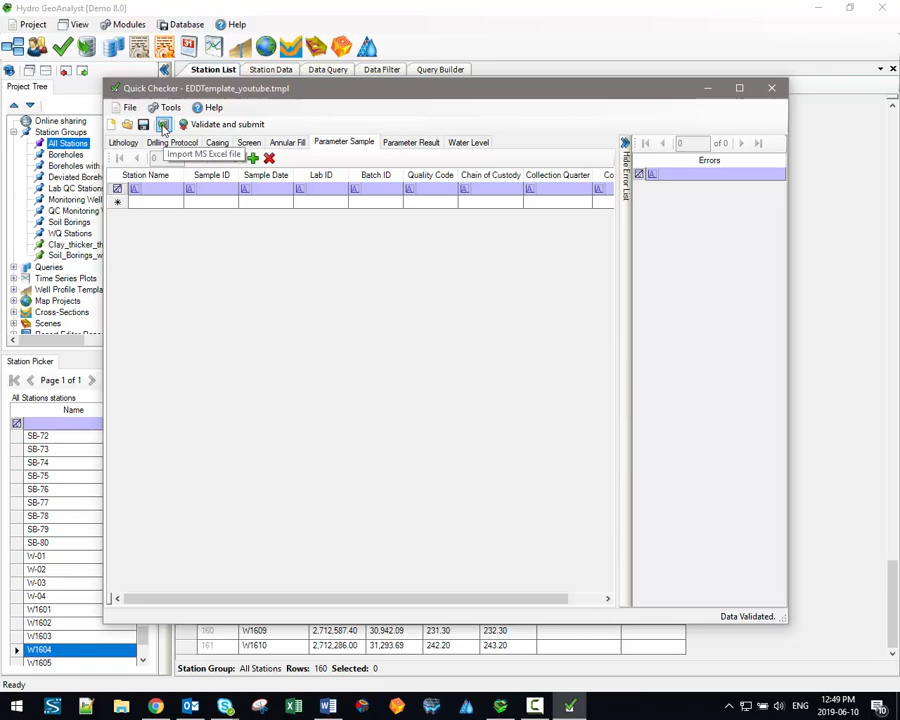 Hydro GeoAnalyst [Demo 8.0]
Project View Modules Database Help
Station List Station Data Data Query Data Filter Query Builder
Project Tree
Online sharing
Station Groups
All Stations
Boreholes
Boreholes with
Deviated Boreho
Lab QC Stations
Monitoring Well
QC Monitoring
Soil Borings
WQ Stations
Clay_thicker_th
Soil_Borings_w
Queries
Time Series Plots
Well Profile Templa
Map Projects
Cross-Sections
Scenes
Station Picker
Page 1 of 1
All Stations stations
Name
SB-72
SB-73
SB-74
SB-75
SB-76
SB-77
SB-78
SB-79
SB-80
W-01
W-02
W-03
W-04
W1601
W1602
W1603
W1604
W1605
Quick Checker - EDDTemplate_youtube.tmpl
File Tools Help
Validate and submit
Lithology Drilling Protocol Casing Screen Annular Fill Parameter Sample Parameter Result Water Level
Import MS Excel file
0
Station Name Sample ID Sample Date Lab ID Batch ID Quality Code Chain of Custody Collection Quarter Co
Hide Error List
0 of 0
Errors
Data Validated.
160 W1609 2,712,587.40 30,942.09 231.30 232.30
161 W1610 2,712,286.00 31,293.69 242.20 243.20
Station Group: All Stations Rows: 160 Selected: 0
Ready
ENG
12:49 PM
2019-06-10
10